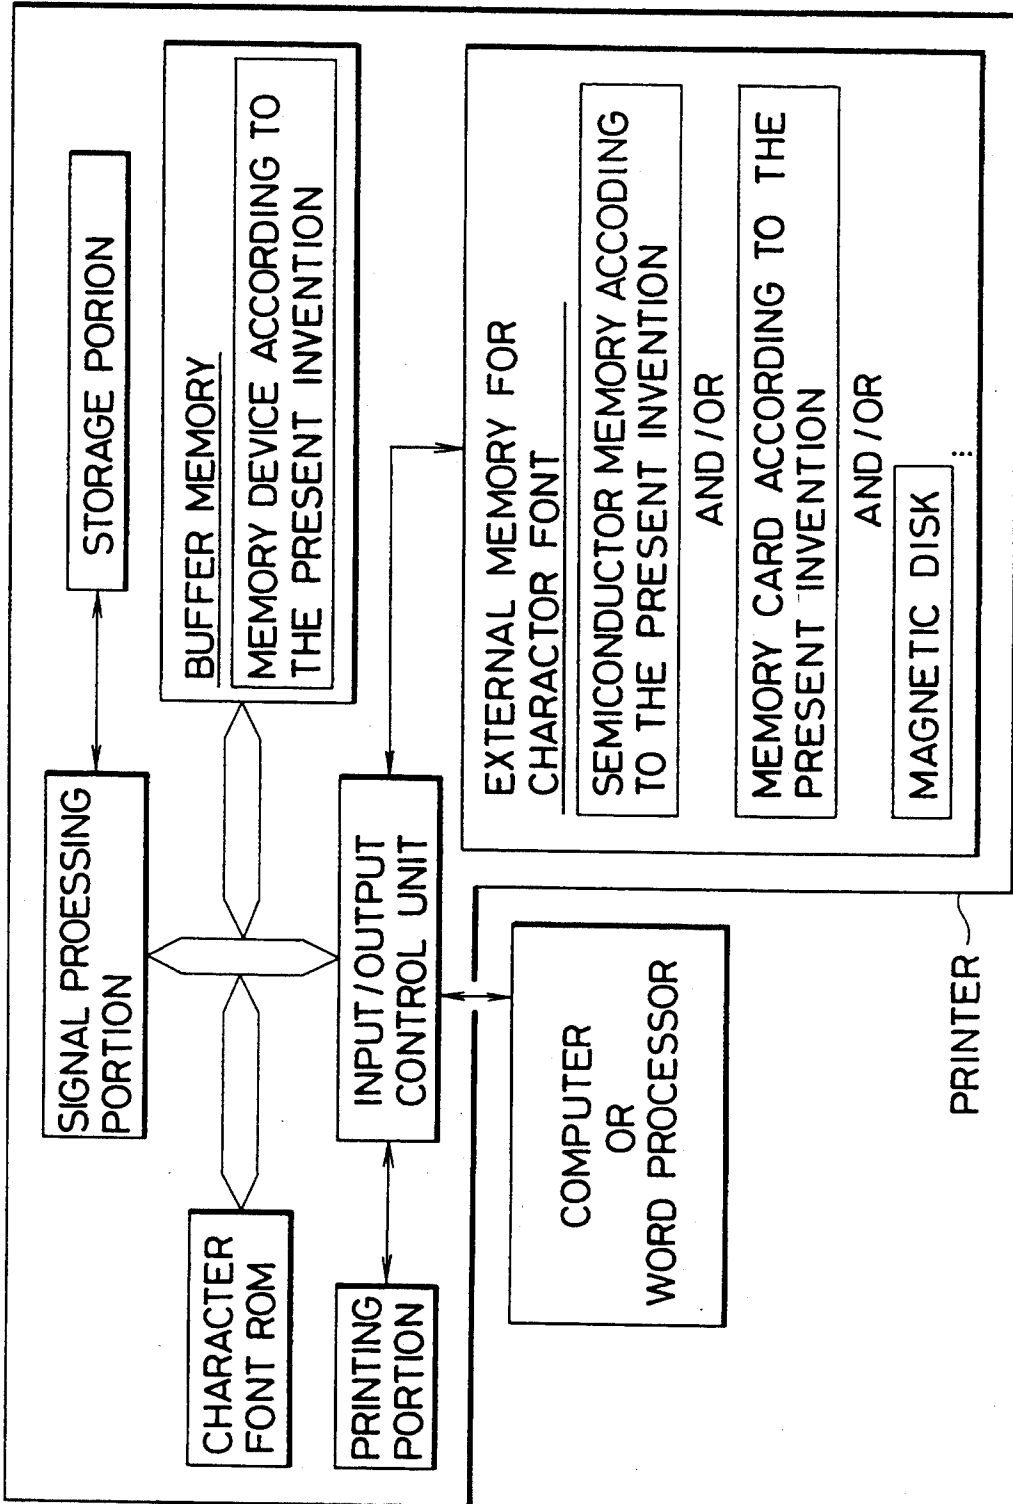 SIGNAL PROESSING
PORTION
STORAGE PORION
CHARACTER
FONT ROM
BUFFER MEMORY
MEMORY DEVICE ACCORDING TO
THE PRESENT INVENTION
PRINTING
PORTION
INPUT/OUTPUT
CONTROL UNIT
EXTERNAL MEMORY FOR
CHARACTOR FONT
SEMICONDUCTOR MEMORY ACCODING
TO THE PRESENT INVENTION
AND/OR
MEMORY CARD ACCORDING TO THE
PRESENT INVENTION
AND/OR
MAGNETIC DISK
...
COMPUTER
OR
WORD PROCESSOR
PRINTER